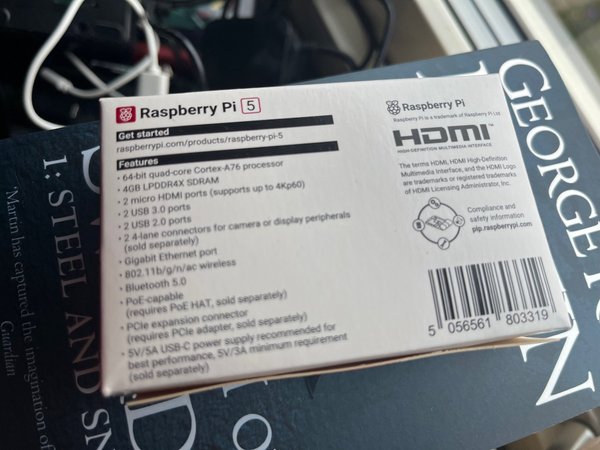 Raspberry Pi 5
Get started
raspberrypi.com/products/raspberry-pi-5
Features
• 64-bit quad-core Cortex-A76 processor
• 4GB LPDDR4X SDRAM
• 2 micro HDMI ports (supports up to 4Kp60)
• 2 USB 3.0 ports
• 2 USB 2.0 ports
• 2 4-lane connectors for camera or display peripherals
(sold separately)
• Gigabit Ethernet port
• 802.11b/g/n/ac wireless
• Bluetooth 5.0
• PoE-capable
(requires PoE HAT, sold separately)
• PCIe expansion connector
(requires PCIe adapter, sold separately)
• 5V/5A USB-C power supply recommended for
best performance, 5V/3A minimum requirement
(sold separately)
Raspberry Pi
Raspberry Pi is a trademark of Raspberry Pi Ltd
HDMI™
HIGH-DEFINITION MULTIMEDIA INTERFACE
The terms HDMI, HDMI High-Definition
Multimedia Interface, and the HDMI Logo
are trademarks or registered trademarks
of HDMI Licensing Administrator, Inc.
Compliance and
safety information
pip.raspberrypi.com
5 056561 803319
GEORGE R
1: STEEL AND SN
Martin has captured the imagination of
Guardian